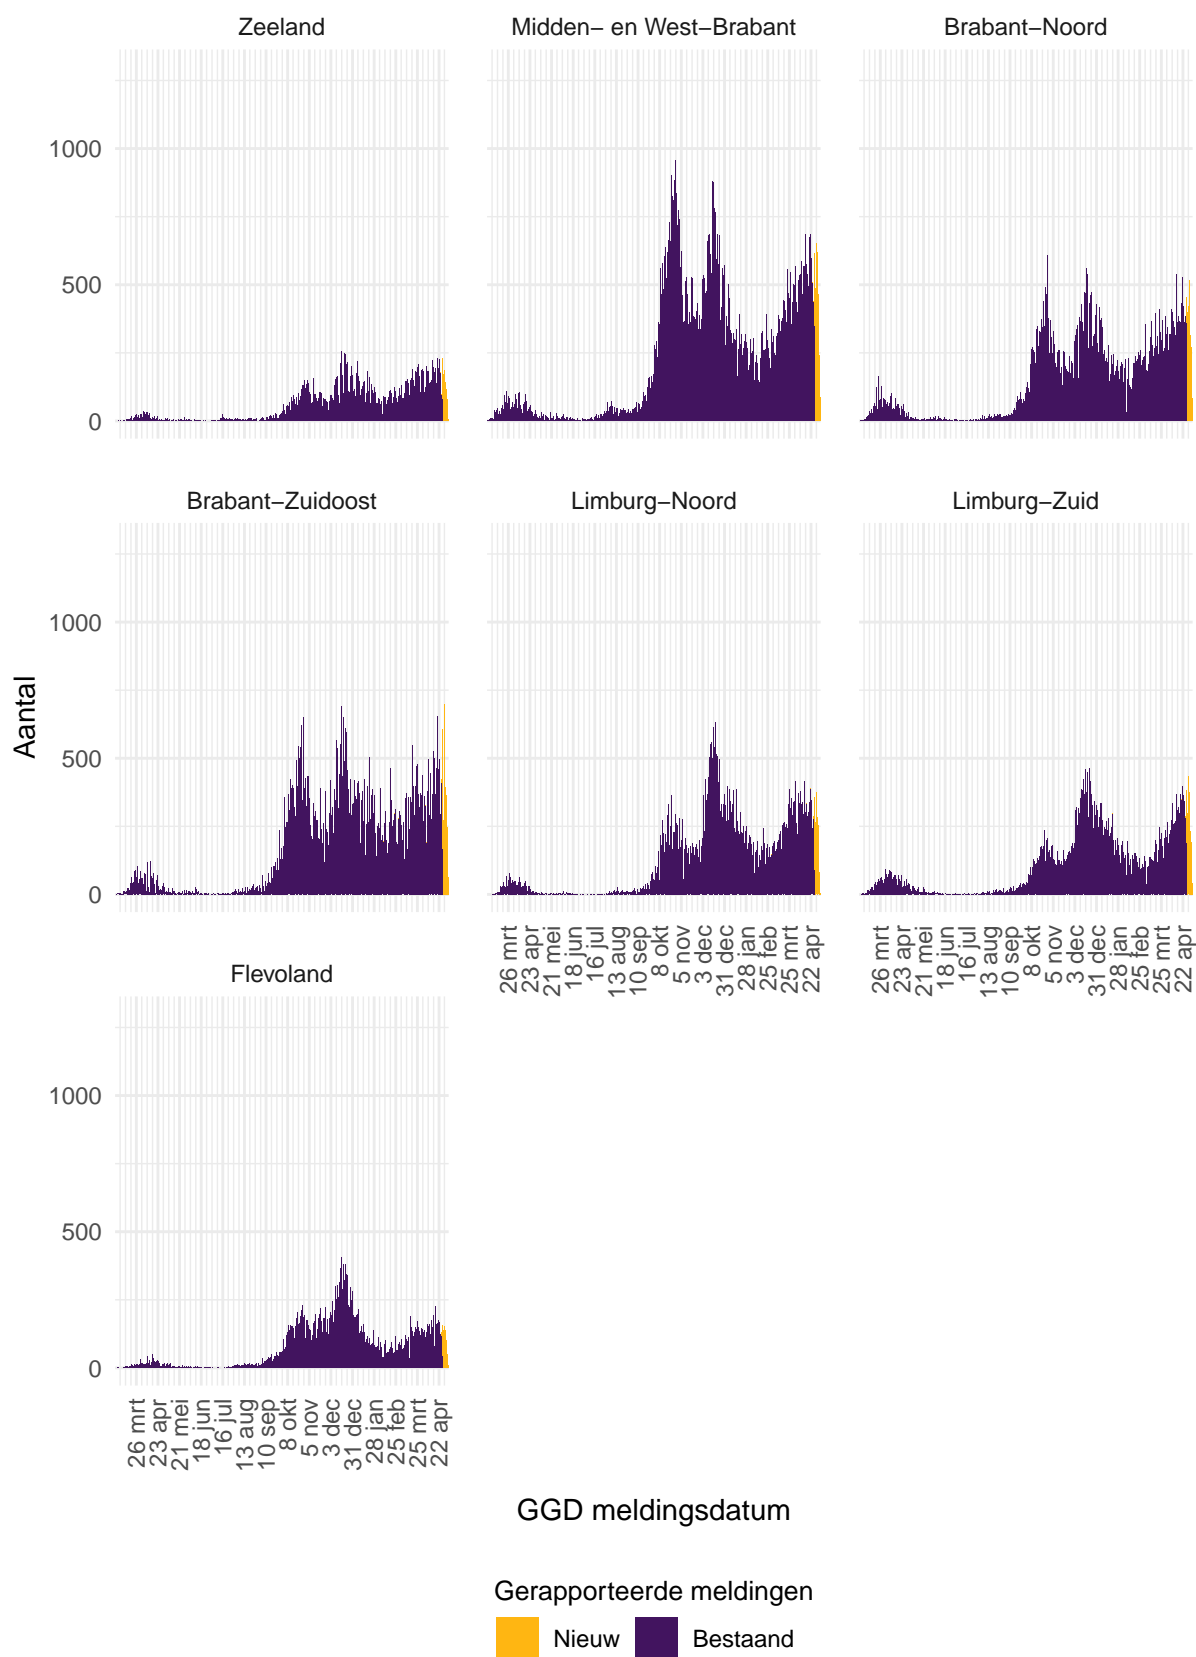 Zeeland
Midden− en West−Brabant
Brabant−Noord
1000
500
0
Brabant−Zuidoost
Limburg−Noord
Limburg−Zuid
1000
500
0
Aantal
26 mrt
23 apr
21 mei
18 jun
16 jul
13 aug
10 sep
8 okt
5 nov
3 dec
31 dec
28 jan
25 feb
25 mrt
22 apr
26 mrt
23 apr
21 mei
18 jun
16 jul
13 aug
10 sep
8 okt
5 nov
3 dec
31 dec
28 jan
25 feb
25 mrt
22 apr
Flevoland
1000
500
0
26 mrt
23 apr
21 mei
18 jun
16 jul
13 aug
10 sep
8 okt
5 nov
3 dec
31 dec
28 jan
25 feb
25 mrt
22 apr
GGD meldingsdatum
Gerapporteerde meldingen
Nieuw
Bestaand